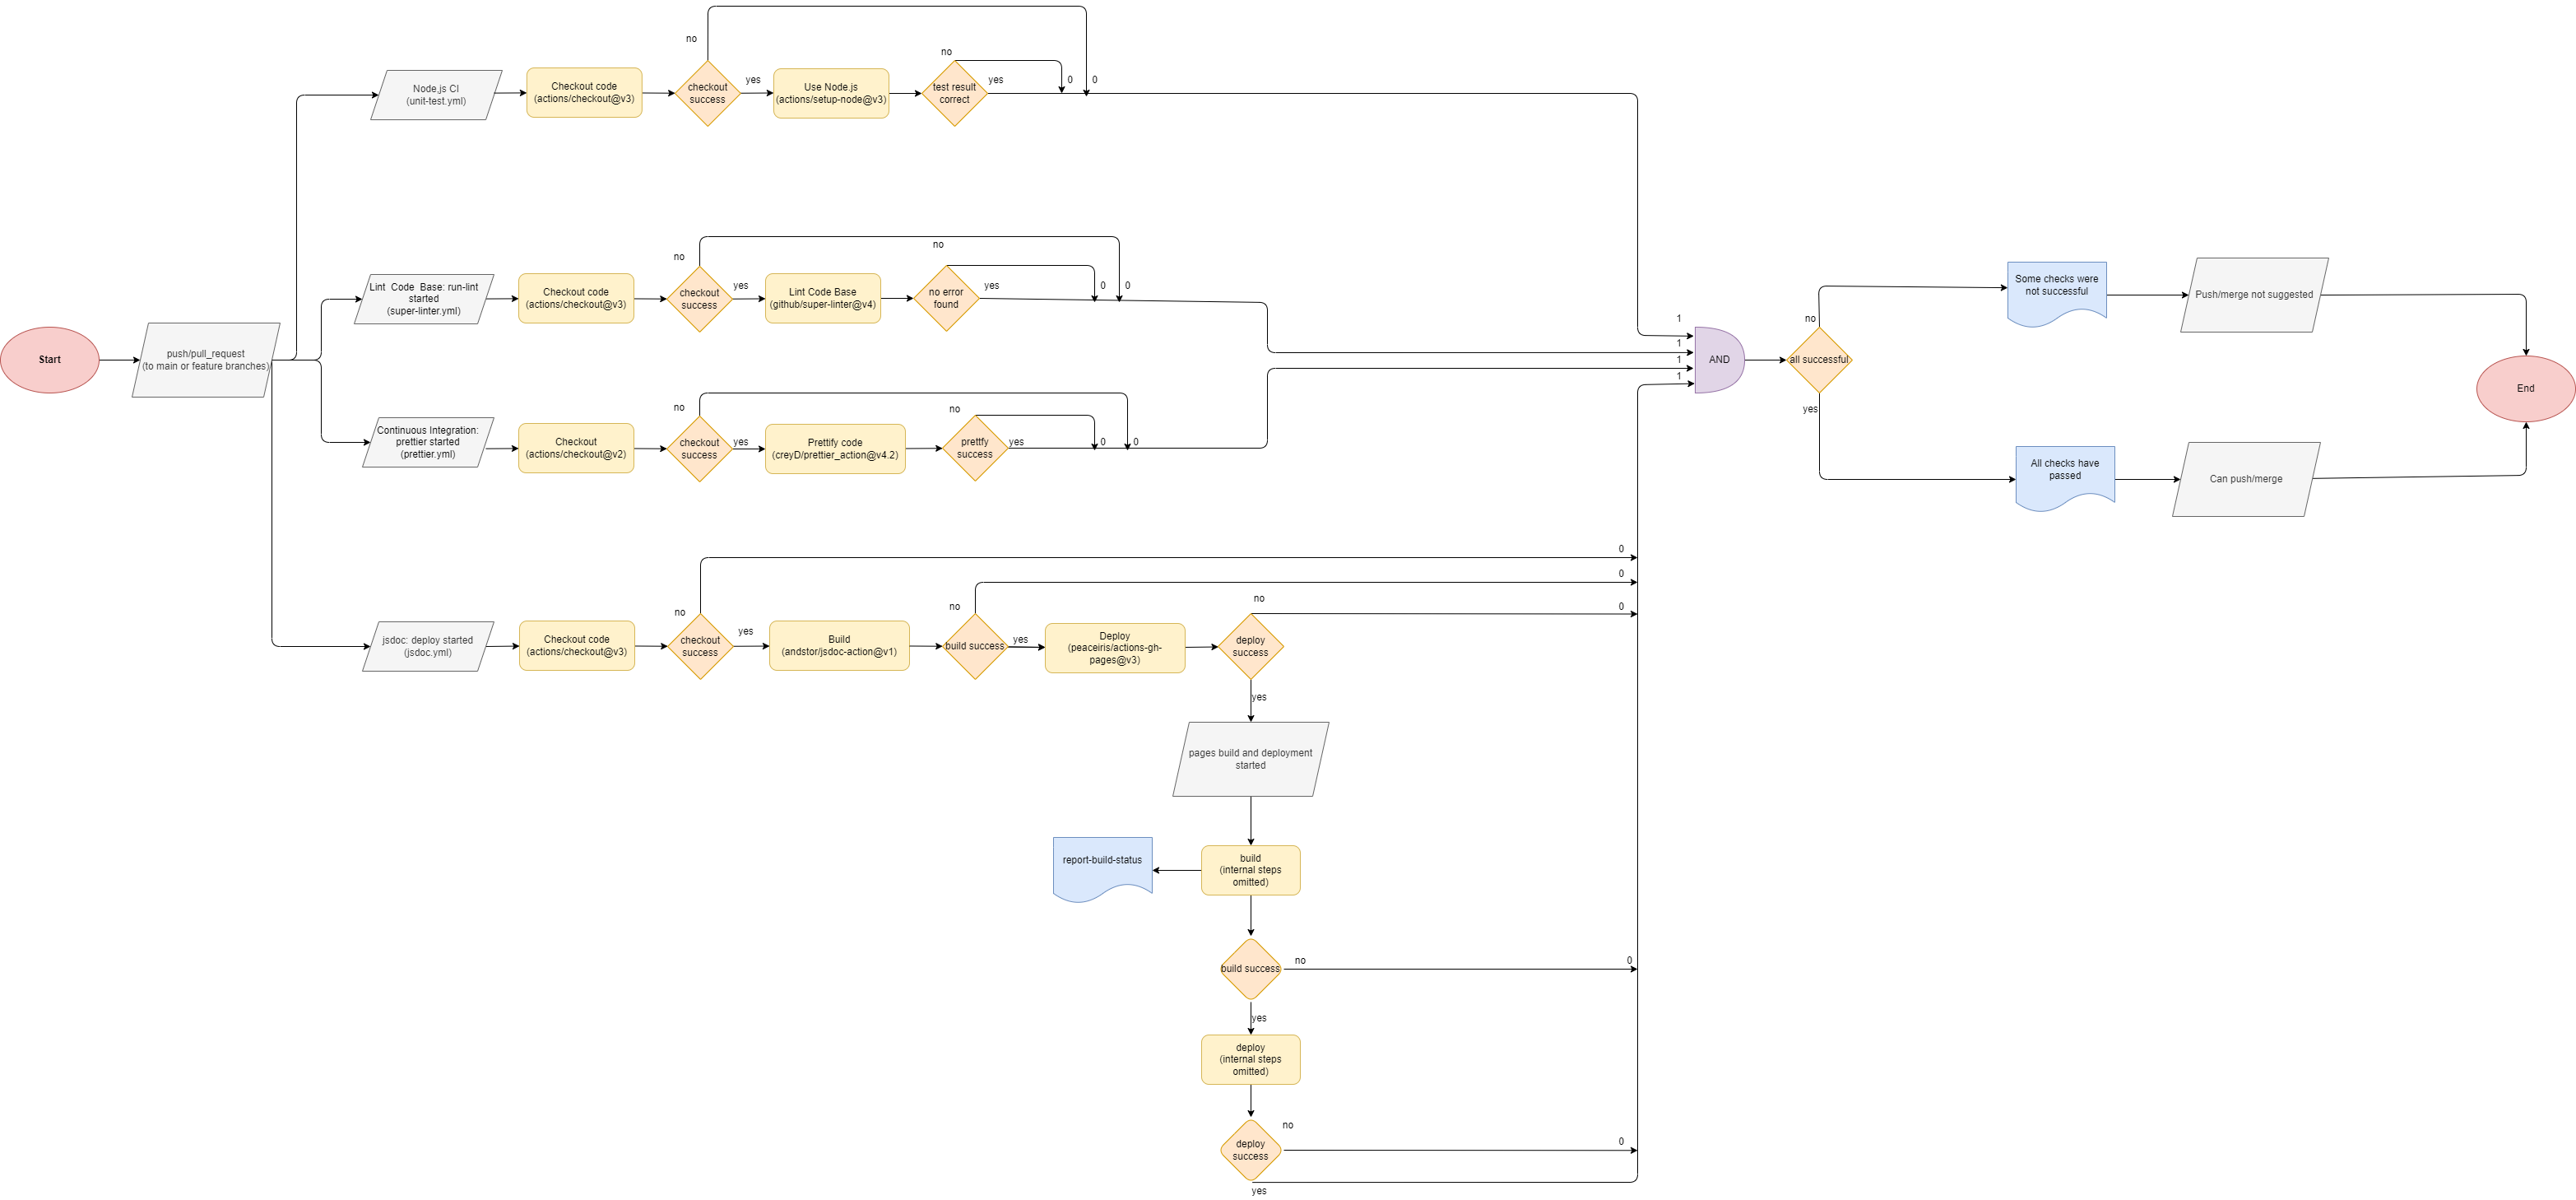 Start
push/pull_request
(to main or feature branches)
no
Node,js CI
(unit-test.yml)
Checkout code
(actions/checkout@v3)
checkout
success
yes
Use Node.js
(actions/setup-node@v3)
no
test result
correct
yes
0
0
Lint Code Base: run-lint
started
(super-linter.yml)
Checkout code
(actions/checkout@v3)
no
checkout
success
yes
Lint Code Base
(github/super-linter@v4)
no
no error
found
yes
0
0
Continuous Integration:
prettier started
(prettier.yml)
Checkout
(actions/checkout@v2)
no
checkout
success
yes
Prettify code
(creyD/prettier_action@v4.2)
no
prettfy
success
yes
0
0
jsdoc: deploy started
(jsdoc.yml)
Checkout code
(actions/checkout@v3)
no
checkout
success
yes
0
Build
(andstor/jsdoc-action@v1)
no
build success
yes
0
Deploy
(peaceiris/actions-gh-
pages@v3)
no
deploy
success
0
yes
pages build and deployment
started
build
(internal steps
omitted)
report-build-status
build success
no
0
yes
deploy
(internal steps
omitted)
deploy
success
no
0
yes
1
1
1
1
AND
all successful
no
yes
Some checks were
not successful
Push/merge not suggested
All checks have
passed
Can push/merge
End